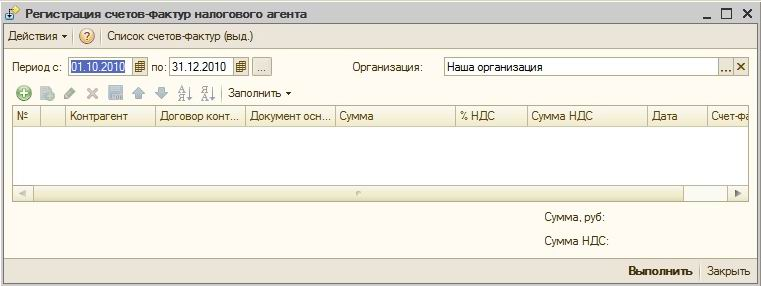 Регистрация счетов-фактур налогового агента
Действия ? Список счетов-фактур (выд.)
Период с: 01.10.2010 по: 31.12.2010 ... Организация: Наша организация ... ×
Заполнить
№ Контрагент Договор конт... Документ осн... Сумма % НДС Сумма НДС Дата Счет-фа
Сумма, руб:
Сумма НДС:
Выполнить Закрыть